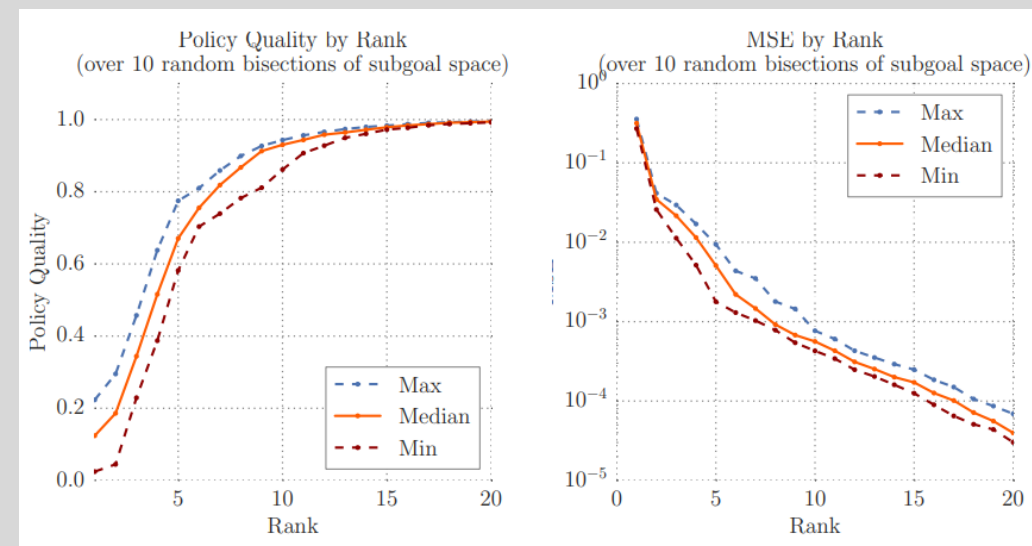 Policy Quality by Rank
(over 10 random bisections of subgoal space)
1.0
0.8
0.6
0.4
0.2
0.0
Policy Quality
5
10
15
20
Rank
Max
Median
Min
MSE by Rank
(over 10 random bisections of subgoal space)
10⁰
10⁻¹
10⁻²
10⁻³
10⁻⁴
10⁻⁵
0
5
10
15
20
Rank
Max
Median
Min